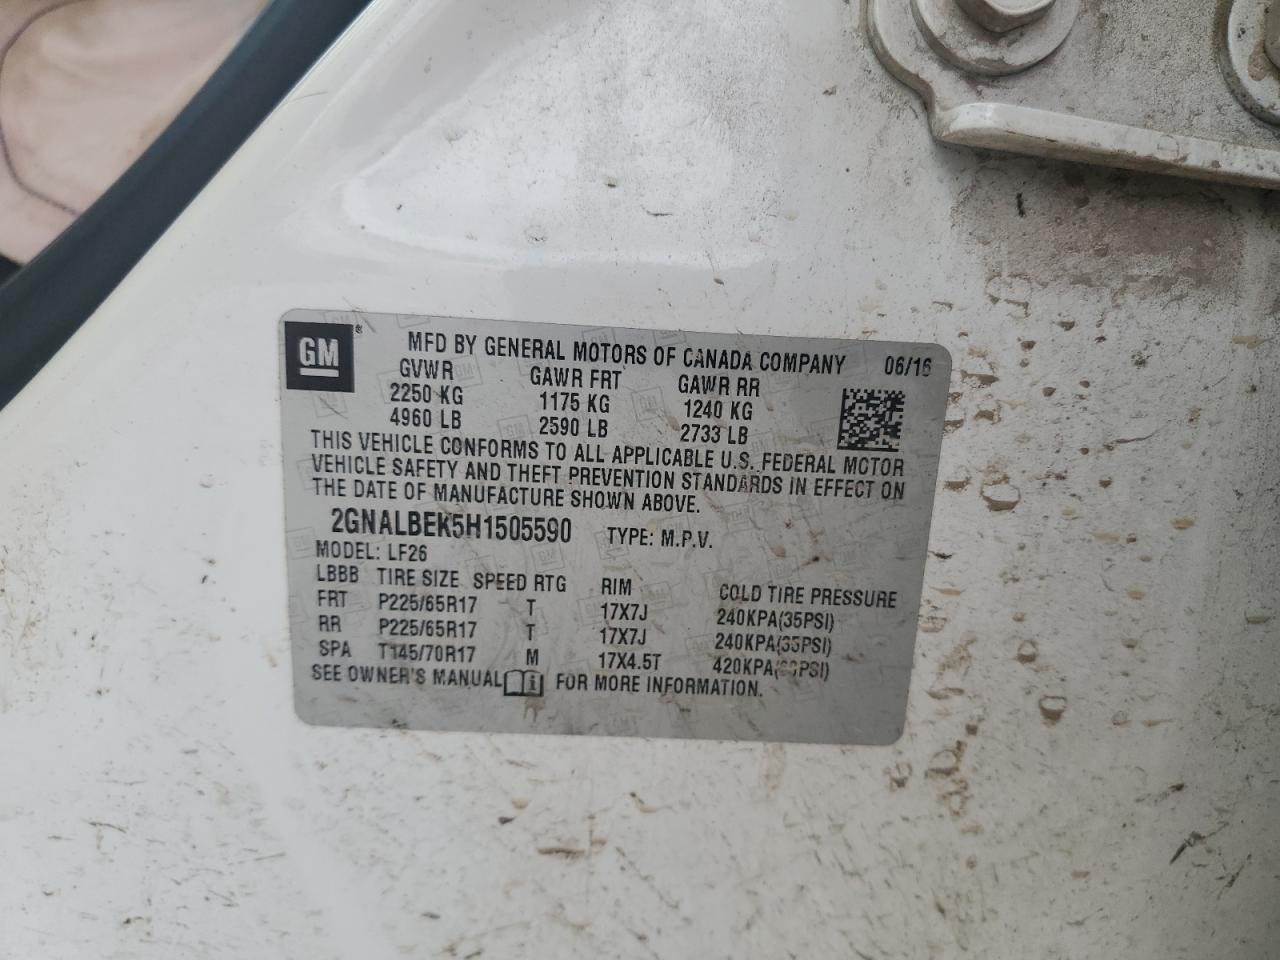 GM
MFD BY GENERAL MOTORS OF CANADA COMPANY 06/16
GVWR GAWR FRT GAWR RR
2250 KG 1175 KG 1240 KG
4960 LB 2590 LB 2733 LB
THIS VEHICLE CONFORMS TO ALL APPLICABLE U.S. FEDERAL MOTOR
VEHICLE SAFETY AND THEFT PREVENTION STANDARDS IN EFFECT ON
THE DATE OF MANUFACTURE SHOWN ABOVE.
2GNALBEK5H1505590 TYPE: M.P.V.
MODEL: LF26
LBBB TIRE SIZE SPEED RTG RIM COLD TIRE PRESSURE
FRT P225/65R17 T 17X7J 240KPA(35PSI)
RR P225/65R17 T 17X7J 240KPA(35PSI)
SPA T145/70R17 M 17X4.5T 420KPA
SEE OWNER'S MANUAL FOR MORE INFORMATION.